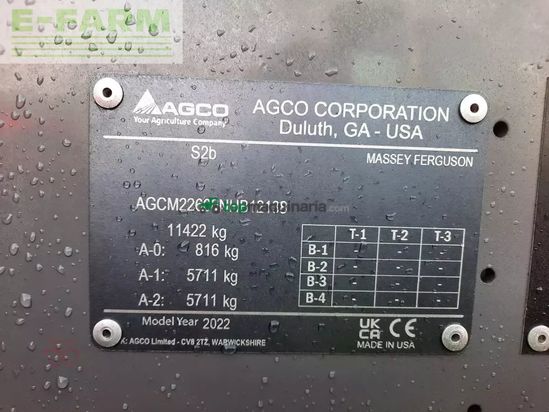 E-FARM
AGCO
Your Agriculture Company
AGCO CORPORATION
Duluth, GA - USA
S2b
MASSEY FERGUSON
11422 kg
A-0: 816 kg
A-1: 5711 kg
A-2: 5711 kg
T-1 T-2 T-3
B-1 - - -
B-2 - - -
B-3 - - -
B-4 - - -
Model Year 2022
AGCO Limited - CV8 2TZ, WARWICKSHIRE
UK CA CE
MADE IN USA